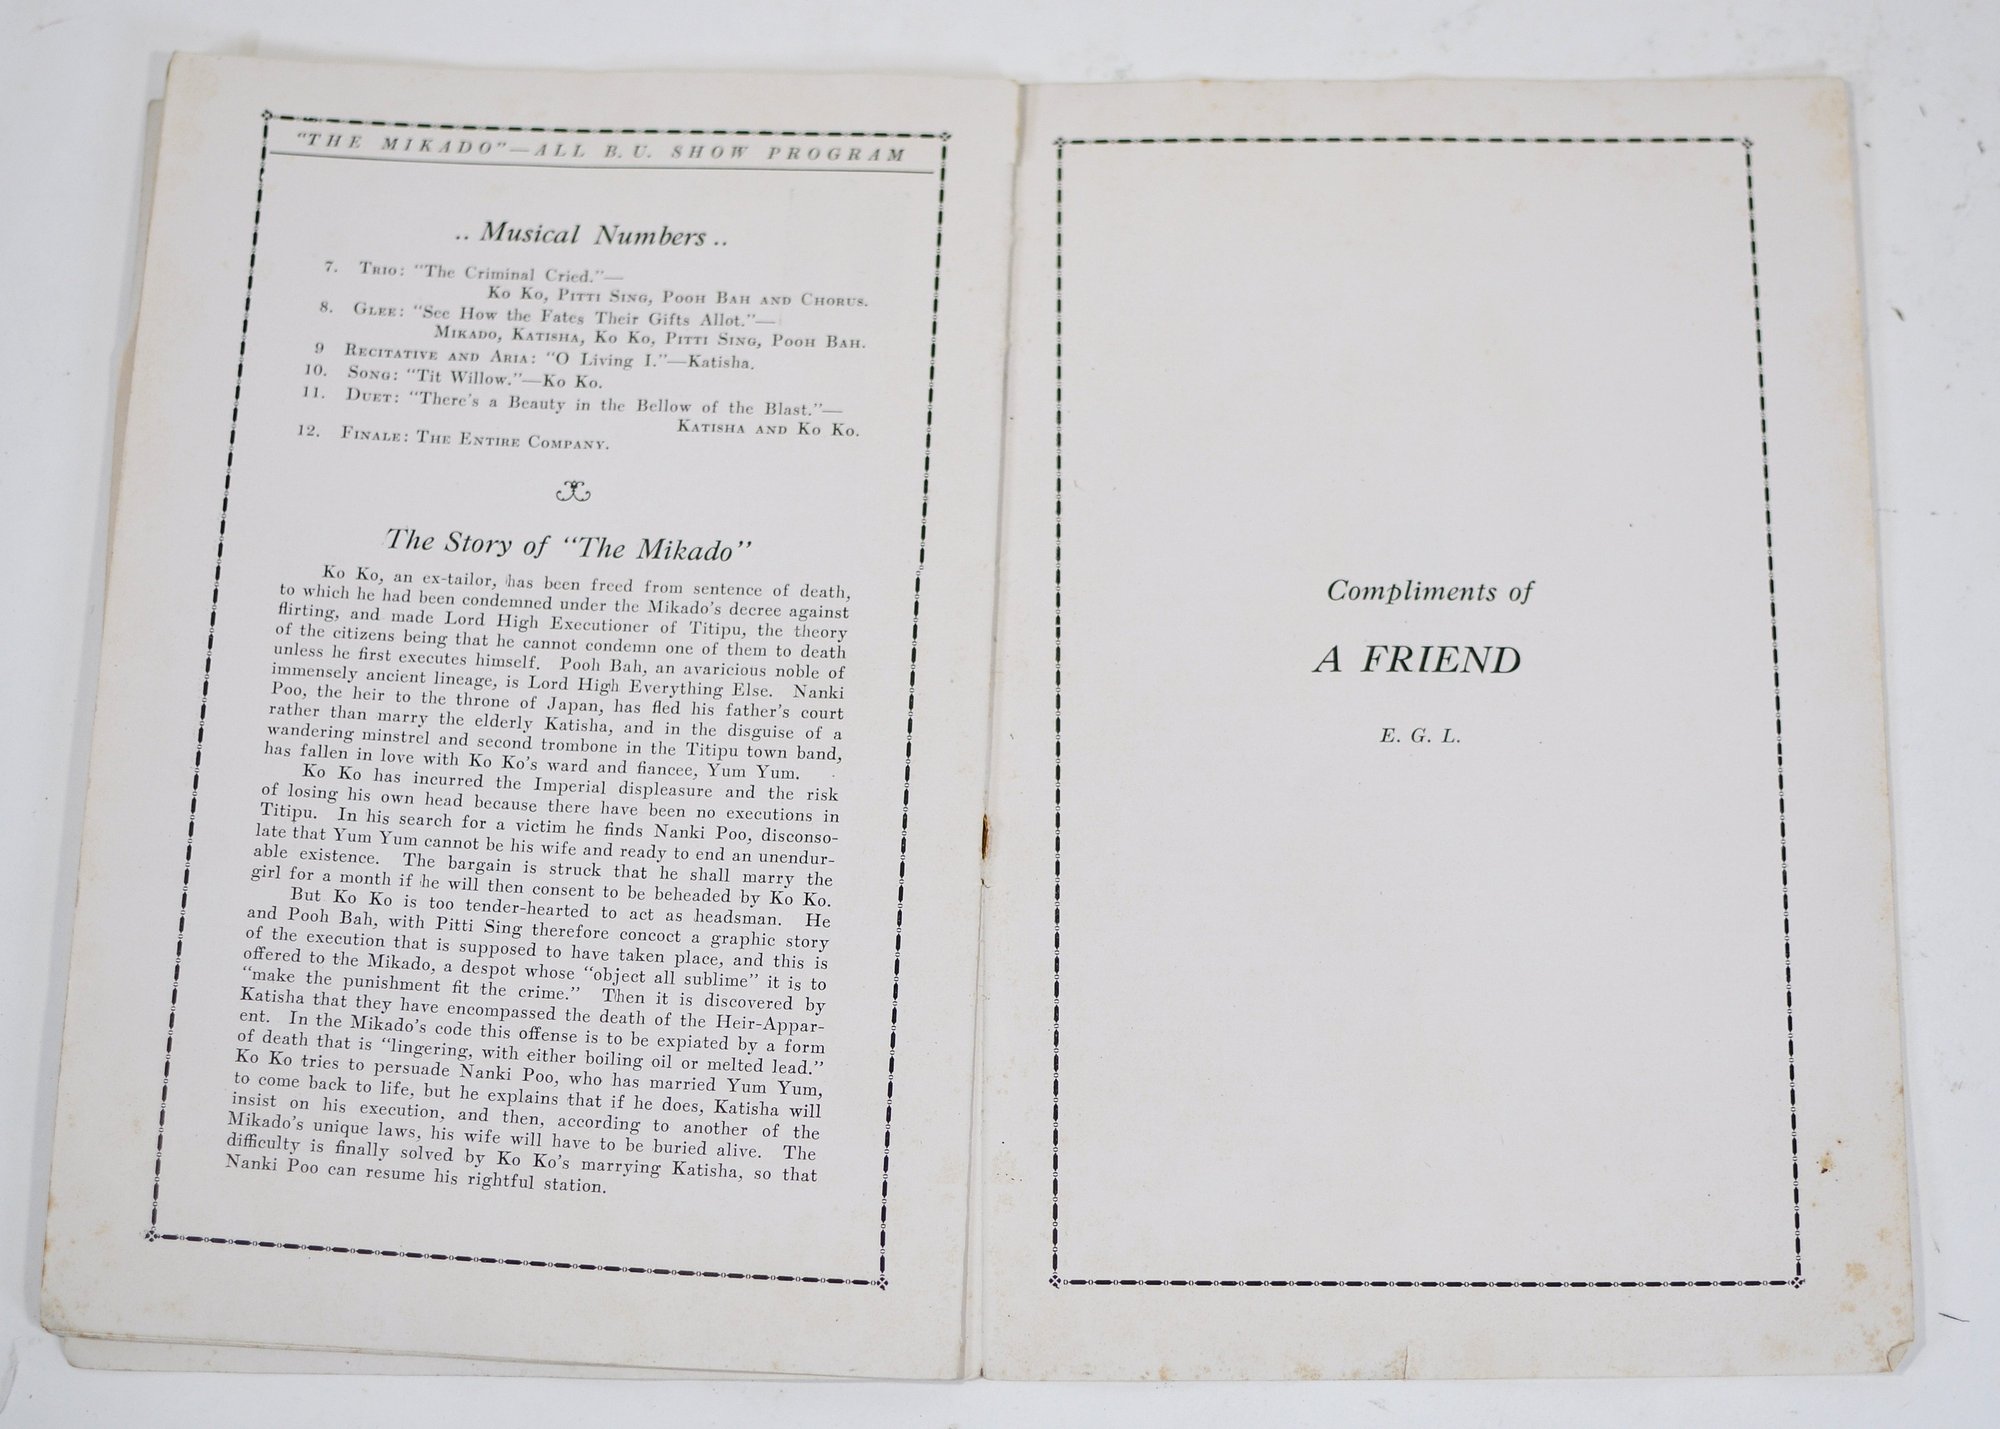 "THE MIKADO"—ALL B. U. SHOW PROGRAM
.. Musical Numbers ..
7. TRIO: "The Criminal Cried."—
KO KO, PITTI SING, POOH BAH AND CHORUS.
8. GLEE: "See How the Fates Their Gifts Allot."—
MIKADO, KATISHA, KO KO, PITTI SING, POOH BAH.
9 RECITATIVE AND ARIA: "O Living I."—Katisha.
10. SONG: "Tit Willow."—KO KO.
11. DUET: "There's a Beauty in the Bellow of the Blast."—
KATISHA AND KO KO.
12. FINALE: THE ENTIRE COMPANY.
The Story of "The Mikado"
Ko Ko, an ex-tailor, has been freed from sentence of death,
to which he had been condemned under the Mikado's decree against
flirting, and made Lord High Executioner of Titipu, the theory
of the citizens being that he cannot condemn one of them to death
unless he first executes himself. Pooh Bah, an avaricious noble of
immensely ancient lineage, is Lord High Everything Else. Nanki
Poo, the heir to the throne of Japan, has fled his father's court
rather than marry the elderly Katisha, and in the disguise of a
wandering minstrel and second trombone in the Titipu town band,
has fallen in love with Ko Ko's ward and fiancee, Yum Yum.
Ko Ko has incurred the Imperial displeasure and the risk
of losing his own head because there have been no executions in
Titipu. In his search for a victim he finds Nanki Poo, disconso-
late that Yum Yum cannot be his wife and ready to end an unendur-
able existence. The bargain is struck that he shall marry the
girl for a month if he will then consent to be beheaded by Ko Ko.
But Ko Ko is too tender-hearted to act as headsman. He
and Pooh Bah, with Pitti Sing therefore concoct a graphic story
of the execution that is supposed to have taken place, and this is
offered to the Mikado, a despot whose "object all sublime" it is to
"make the punishment fit the crime." Then it is discovered by
Katisha that they have encompassed the death of the Heir-Appar-
ent. In the Mikado's code this offense is to be expiated by a form
of death that is "lingering, with either boiling oil or melted lead."
Ko Ko tries to persuade Nanki Poo, who has married Yum Yum,
to come back to life, but he explains that if he does, Katisha will
insist on his execution, and then, according to another of the
Mikado's unique laws, his wife will have to be buried alive. The
difficulty is finally solved by Ko Ko's marrying Katisha, so that
Nanki Poo can resume his rightful station.
Compliments of
A FRIEND
E. G. L.